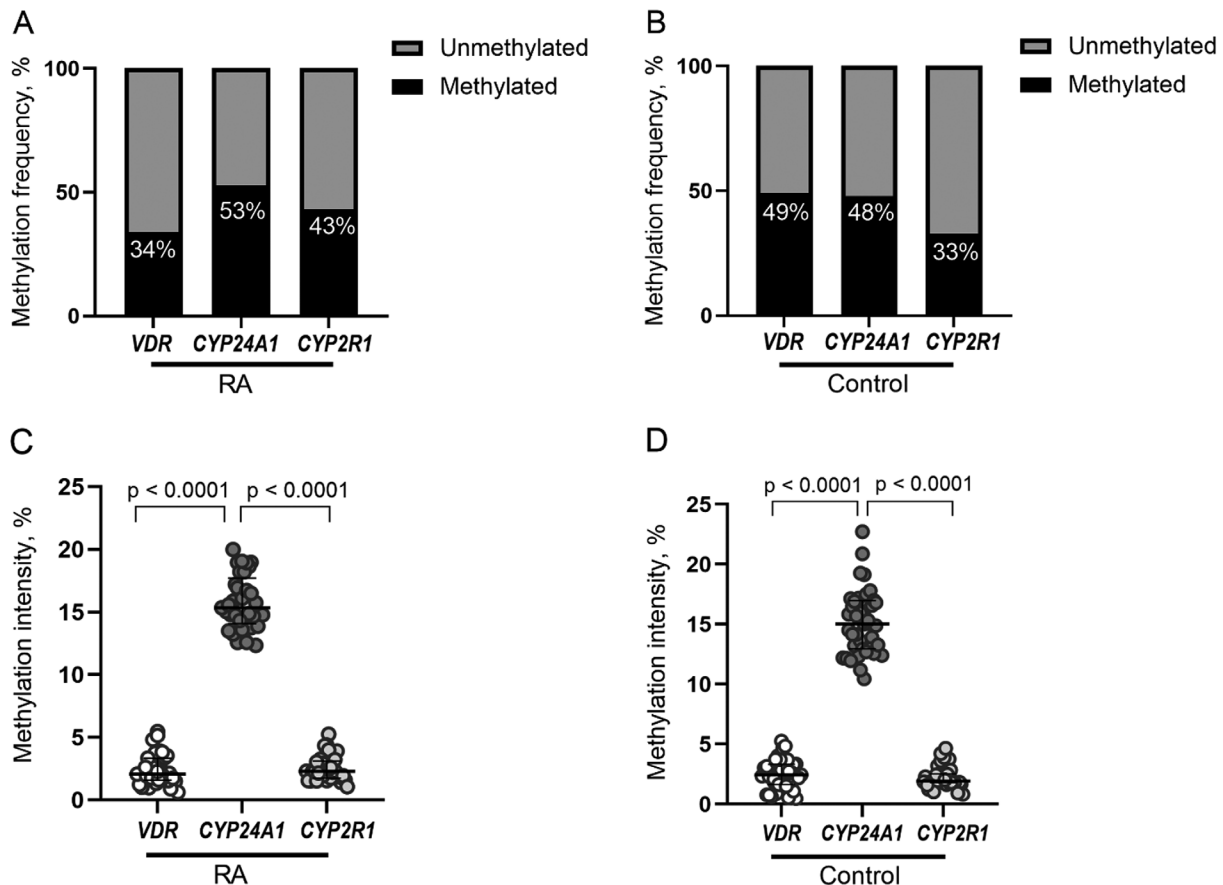 A
Unmethylated
Methylated
Methylation frequency, %
100
50
0
34%
53%
43%
VDR CYP24A1 CYP2R1
RA
B
Unmethylated
Methylated
Methylation frequency, %
100
50
0
49%
48%
33%
VDR CYP24A1 CYP2R1
Control
C
Methylation intensity, %
25
20
15
10
5
0
p < 0.0001 p < 0.0001
VDR CYP24A1 CYP2R1
RA
D
Methylation intensity, %
25
20
15
10
5
0
p < 0.0001 p < 0.0001
VDR CYP24A1 CYP2R1
Control